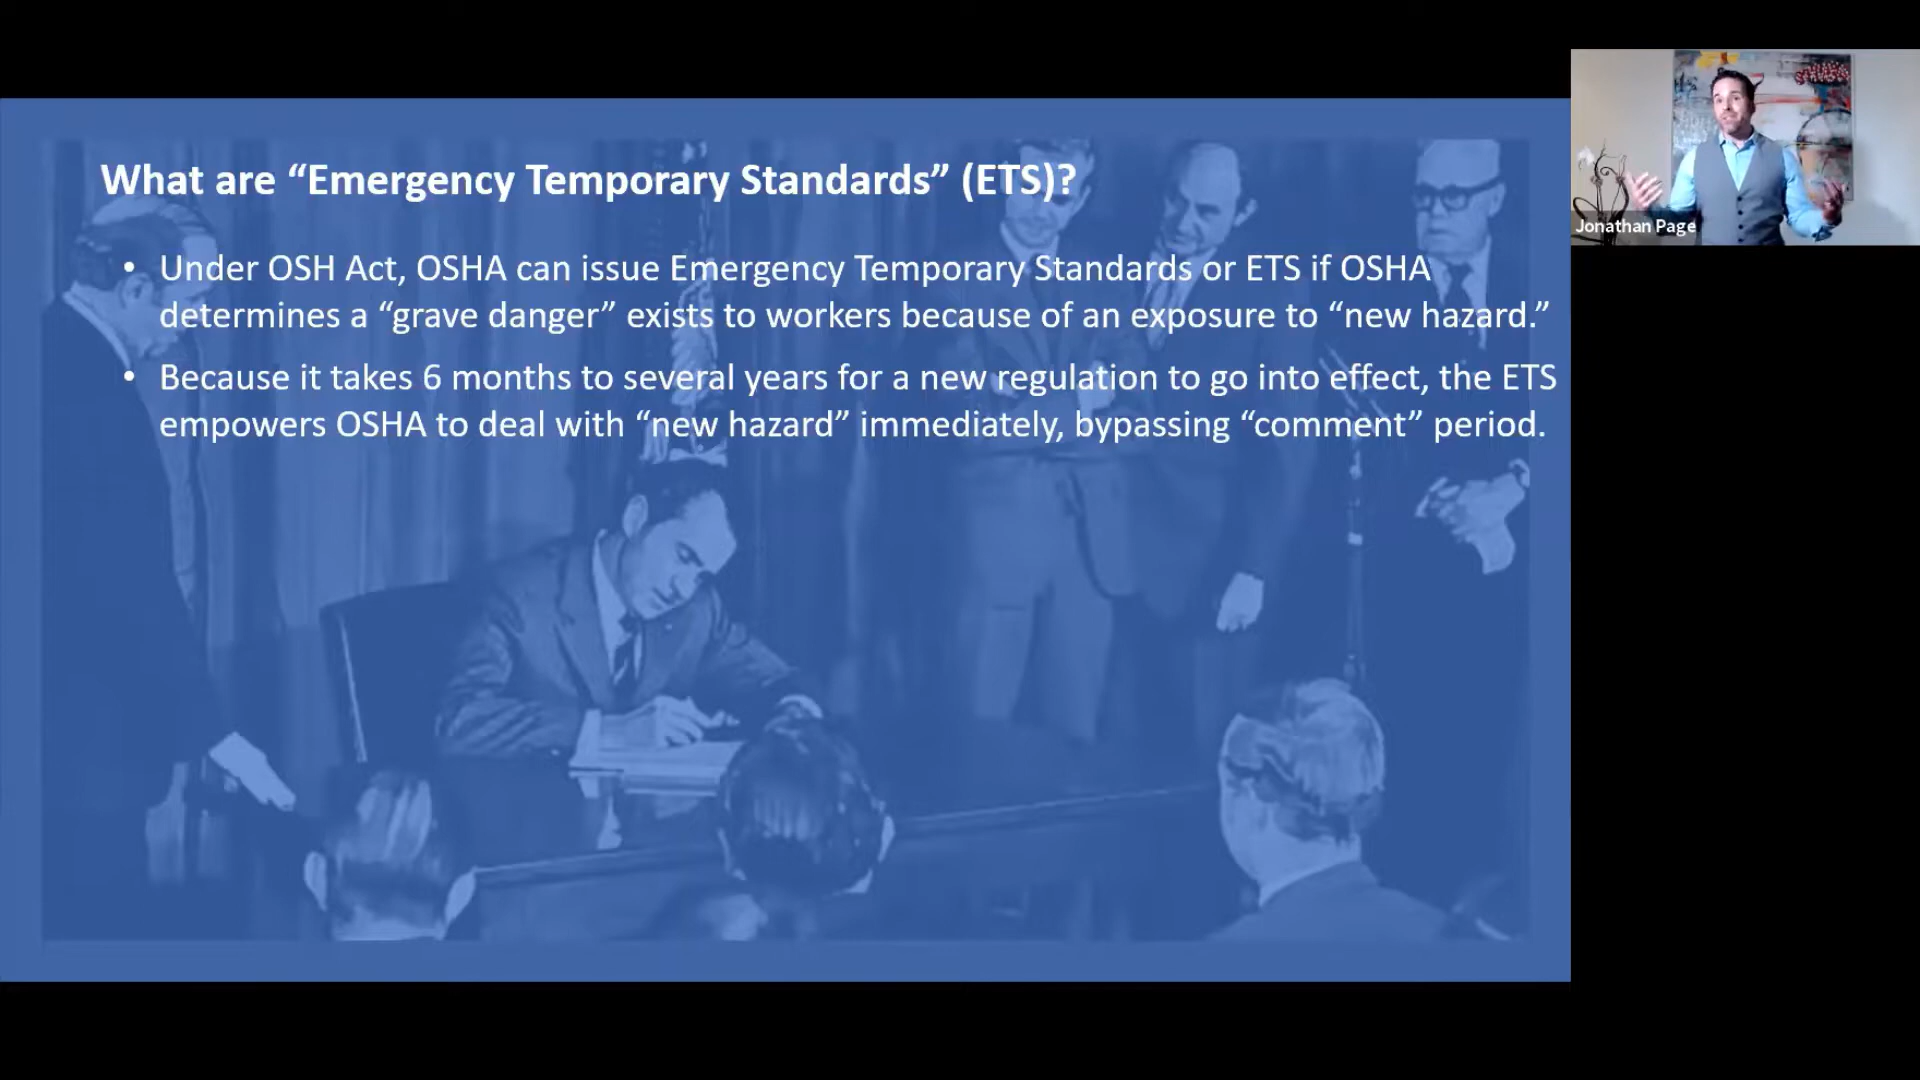 What are “Emergency Temporary Standards” (ETS)?
• Under OSH Act, OSHA can issue Emergency Temporary Standards or ETS if OSHA
determines a “grave danger” exists to workers because of an exposure to “new hazard.”
• Because it takes 6 months to several years for a new regulation to go into effect, the ETS
empowers OSHA to deal with “new hazard” immediately, bypassing “comment” period.
Jonathan Page